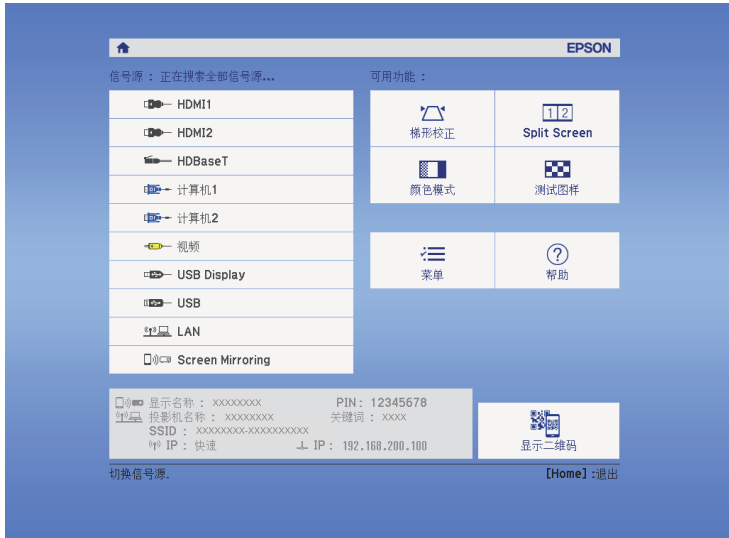 EPSON
信号源：正在搜索全部信号源...
可用功能：
HDMI1
HDMI2
HDBaseT
计算机1
计算机2
视频
USB Display
USB
LAN
Screen Mirroring
梯形校正
1 2
Split Screen
颜色模式
测试图样
菜单
?
帮助
显示名称：XXXXXXXX PIN：12345678
投影机名称：XXXXXXXX 关键词：XXXX
SSID：XXXXXXXX-XXXXXXXXXX
IP：快速 IP：192.168.200.100
显示二维码
切换信号源.
[Home] :退出